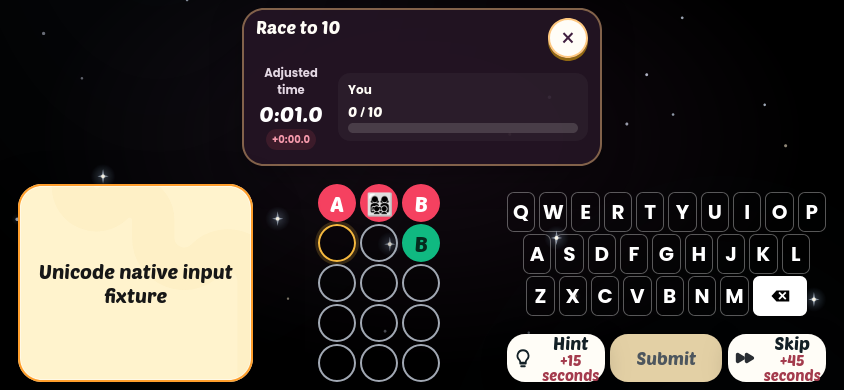 Race to 10
×
Adjusted
time
0:01.0
+0:00.0
You
0 / 10
Unicode native input
fixture
A 👩‍👩‍👧‍👦 B
B
Q W E R T Y U I O P
A S D F G H J K L
Z X C V B N M
Hint
+15
seconds
Submit
Skip
+45
seconds